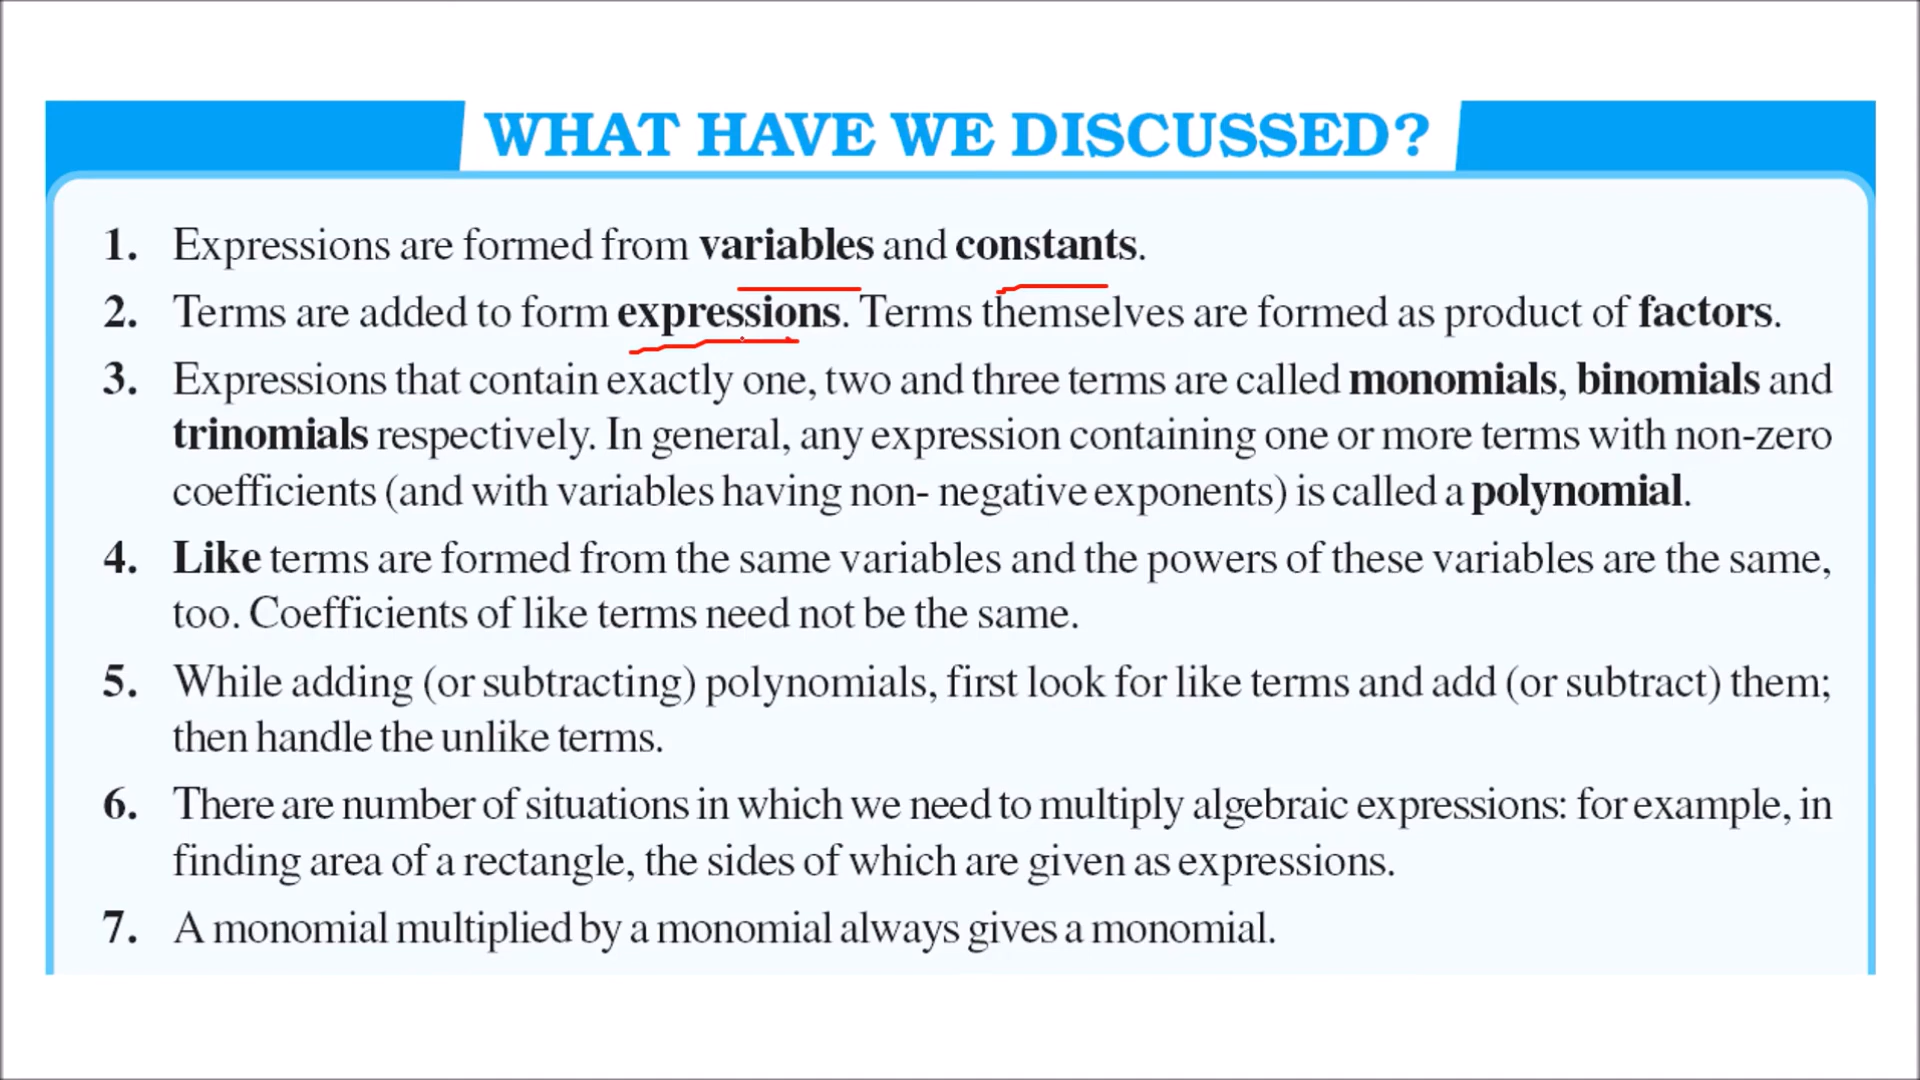 WHAT HAVE WE DISCUSSED?
1. Expressions are formed from variables and constants.
2. Terms are added to form expressions. Terms themselves are formed as product of factors.
3. Expressions that contain exactly one, two and three terms are called monomials, binomials and
trinomials respectively. In general, any expression containing one or more terms with non-zero
coefficients (and with variables having non- negative exponents) is called a polynomial.
4. Like terms are formed from the same variables and the powers of these variables are the same,
too. Coefficients of like terms need not be the same.
5. While adding (or subtracting) polynomials, first look for like terms and add (or subtract) them;
then handle the unlike terms.
6. There are number of situations in which we need to multiply algebraic expressions: for example, in
finding area of a rectangle, the sides of which are given as expressions.
7. A monomial multiplied by a monomial always gives a monomial.